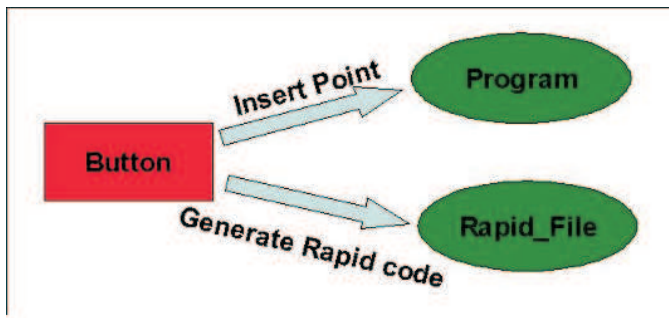 Insert Point
Program
Button
Generate Rapid code
Rapid_File